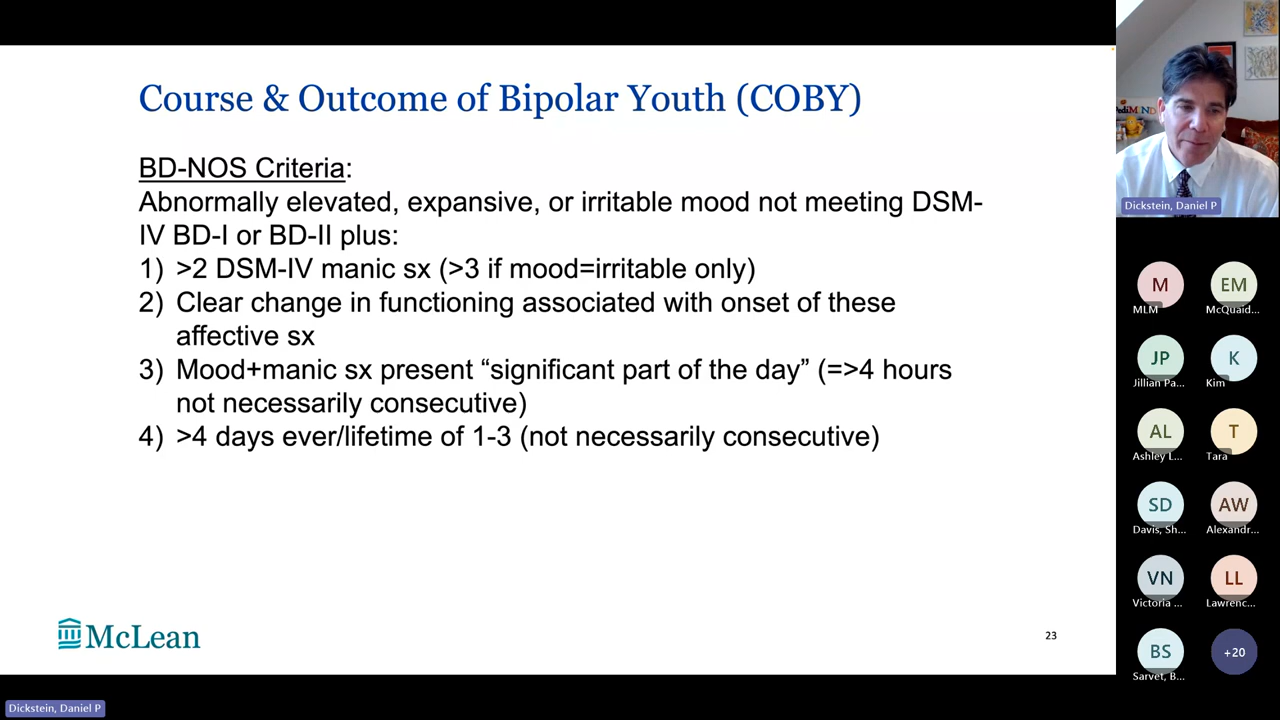 Course & Outcome of Bipolar Youth (COBY)
BD-NOS Criteria:
Abnormally elevated, expansive, or irritable mood not meeting DSM-
IV BD-I or BD-II plus:
1) >2 DSM-IV manic sx (>3 if mood=irritable only)
2) Clear change in functioning associated with onset of these
affective sx
3) Mood+manic sx present “significant part of the day” (=>4 hours
not necessarily consecutive)
4) >4 days ever/lifetime of 1-3 (not necessarily consecutive)
McLean
23
Dickstein, Daniel P
M
MLM
EM
McQuaid...
JP
Jillian Pa...
K
Kim
AL
Ashley L...
T
Tara
SD
Davis, Sh...
AW
Alexandr...
VN
Victoria ...
LL
Lawrenc...
BS
Sarvet, B...
+20
Dickstein, Daniel P